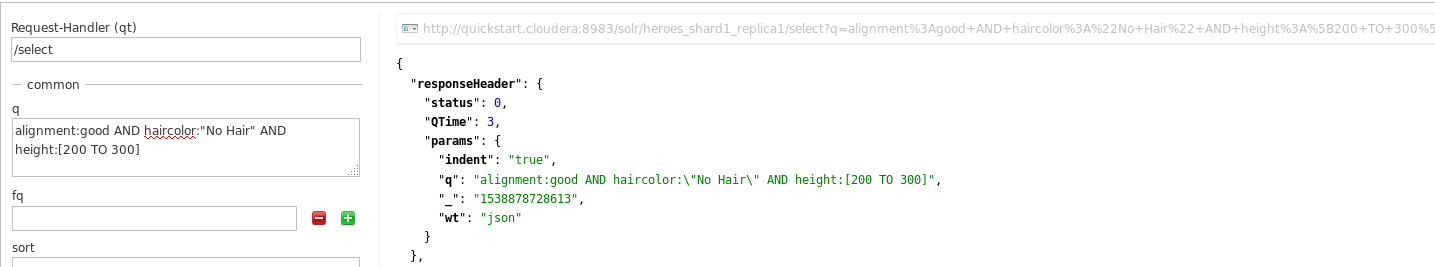 Request-Handler (qt)
/select
common
q
alignment:good AND haircolor:"No Hair" AND
height:[200 TO 300]
fq
sort
http://quickstart.cloudera:8983/solr/heroes_shard1_replica1/select?q=alignment%3Agood+AND+haircolor%3A%22No+Hair%22+AND+height%3A%5B200+TO+300%5
{
"responseHeader": {
"status": 0,
"QTime": 3,
"params": {
"indent": "true",
"q": "alignment:good AND haircolor:\"No Hair\" AND height:[200 TO 300]",
"_": "1538878728613",
"wt": "json"
}
},